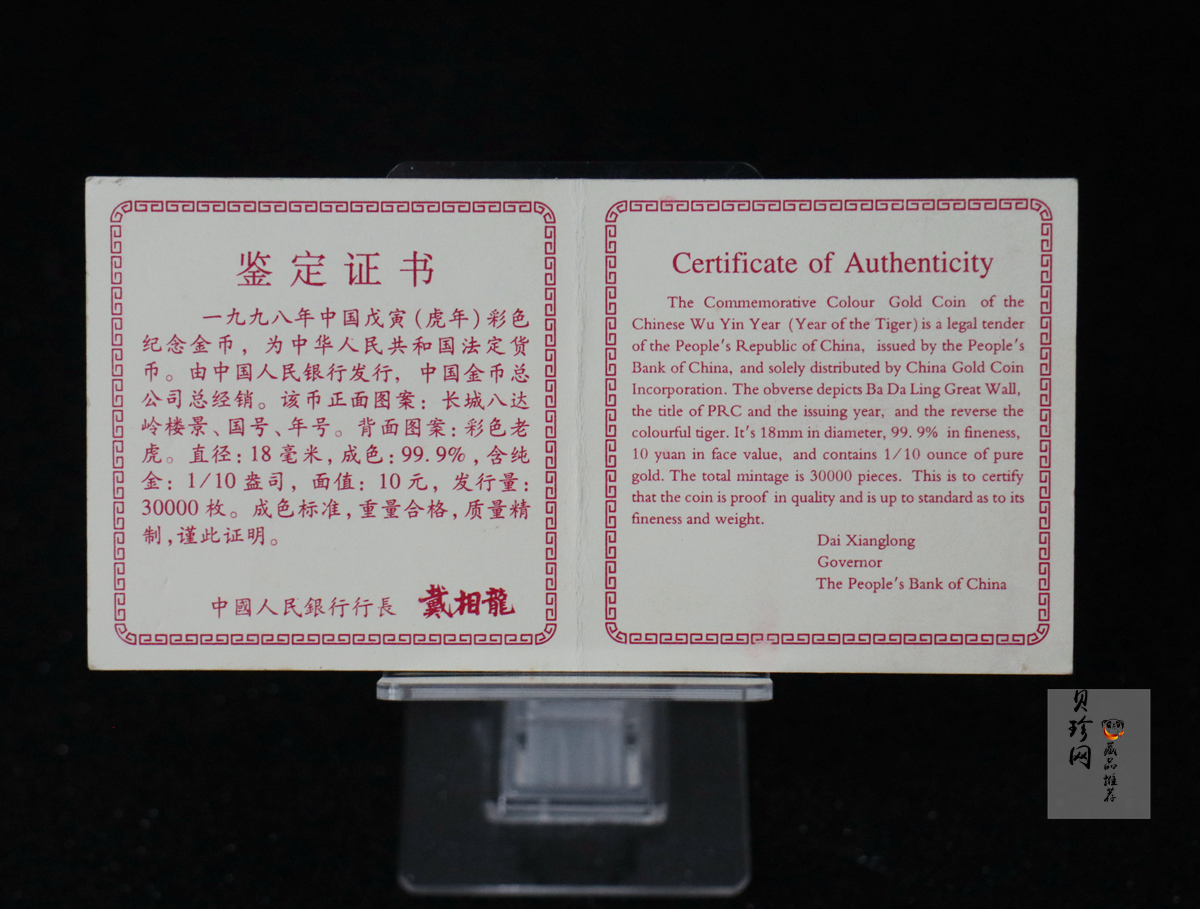 鉴定证书
一九九八年中国戊寅(虎年)彩色
纪念金币，为中华人民共和国法定货
币。由中国人民银行发行，中国金币总
公司总经销。该币正面图案：长城八达
岭楼景、国号、年号。背面图案：彩色老
虎。直径：18毫米，成色：99.9%，含纯
金：1/10盎司，面值：10元，发行量：
30000枚。成色标准，重量合格，质量精
制，谨此证明。
中國人民銀行行長 戴相龍
Certificate of Authenticity
The Commemorative Colour Gold Coin of the
Chinese Wu Yin Year (Year of the Tiger) is a legal tender
of the People's Republic of China, issued by the People's
Bank of China, and solely distributed by China Gold Coin
Incorporation. The obverse depicts Ba Da Ling Great Wall,
the title of PRC and the issuing year, and the reverse the
colourful tiger. It's 18mm in diameter, 99.9% in fineness,
10 yuan in face value, and contains 1/10 ounce of pure
gold. The total mintage is 30000 pieces. This is to certify
that the coin is proof in quality and is up to standard as to its
fineness and weight.
Dai Xianglong
Governor
The People's Bank of China
贝珍网
藏品推荐